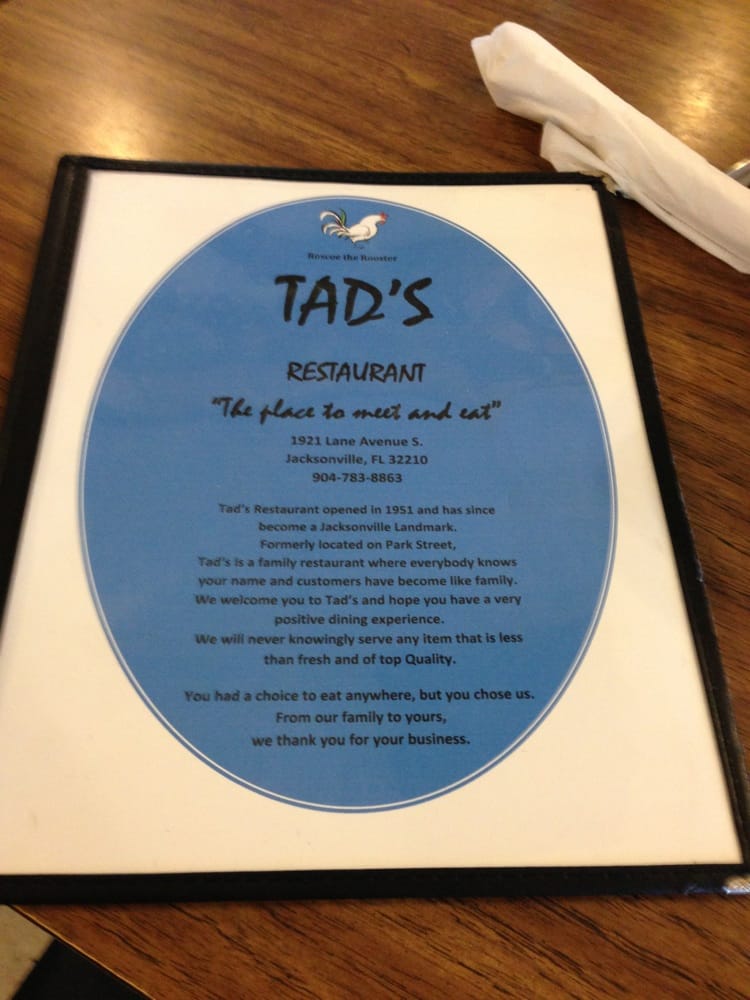 Roscoe the Rooster
TAD'S
RESTAURANT
"The place to meet and eat"
1921 Lane Avenue S.
Jacksonville, FL 32210
904-783-8863
Tad's Restaurant opened in 1951 and has since
become a Jacksonville Landmark.
Formerly located on Park Street,
Tad's is a family restaurant where everybody knows
your name and customers have become like family.
We welcome you to Tad's and hope you have a very
positive dining experience.
We will never knowingly serve any item that is less
than fresh and of top Quality.
You had a choice to eat anywhere, but you chose us.
From our family to yours,
we thank you for your business.